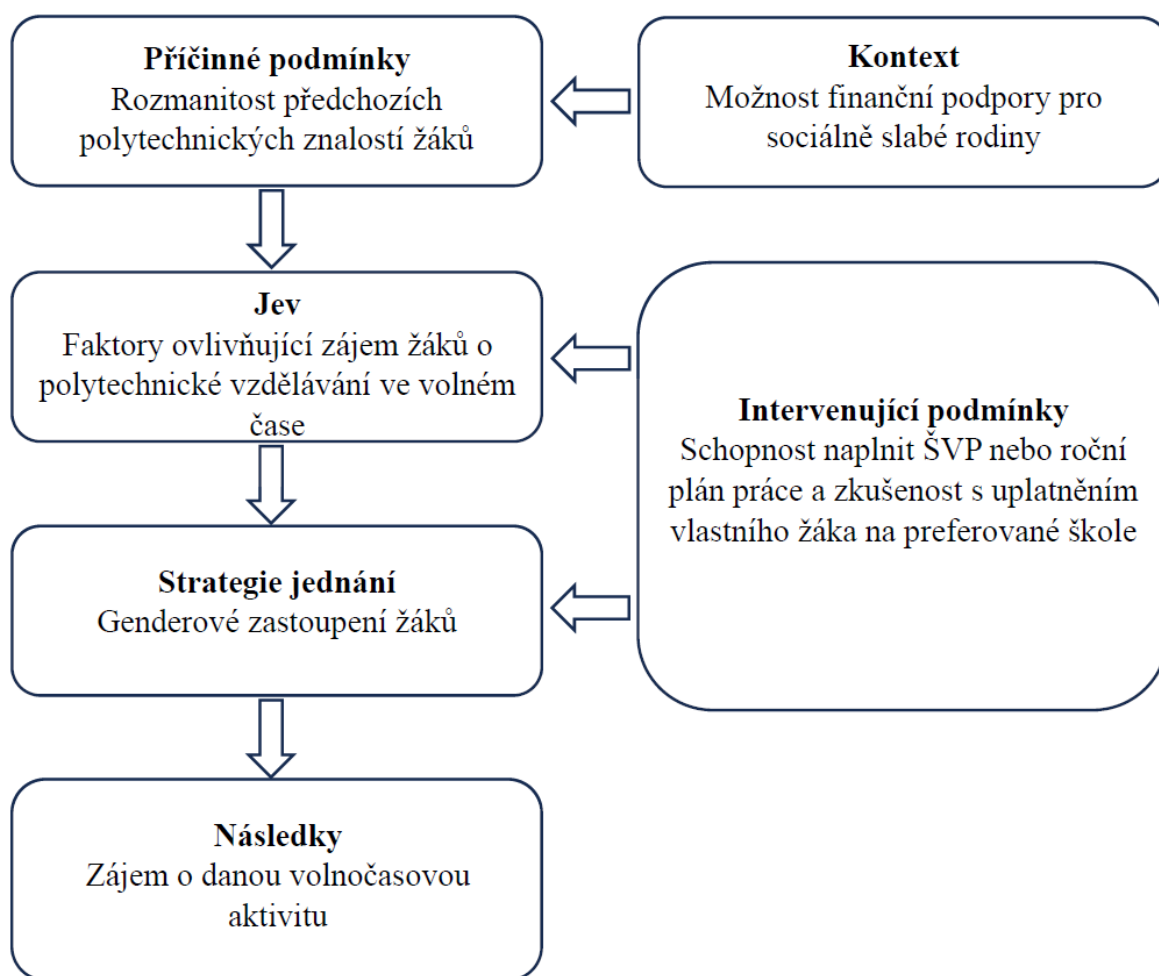 Příčinné podmínky
Rozmanitost předchozích
polytechnických znalostí žáků
Kontext
Možnost finanční podpory pro
sociálně slabé rodiny
Jev
Faktory ovlivňující zájem žáků o
polytechnické vzdělávání ve volném
čase
Intervenující podmínky
Schopnost naplnit ŠVP nebo roční
plán práce a zkušenost s uplatněním
vlastního žáka na preferované škole
Strategie jednání
Genderové zastoupení žáků
Následky
Zájem o danou volnočasovou
aktivitu